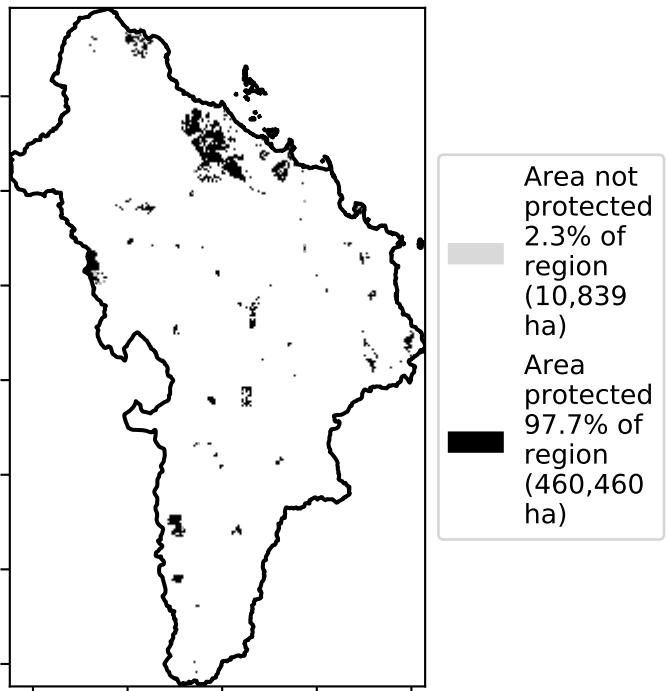 Area not
protected
2.3% of
region
(10,839
ha)
Area
protected
97.7% of
region
(460,460
ha)